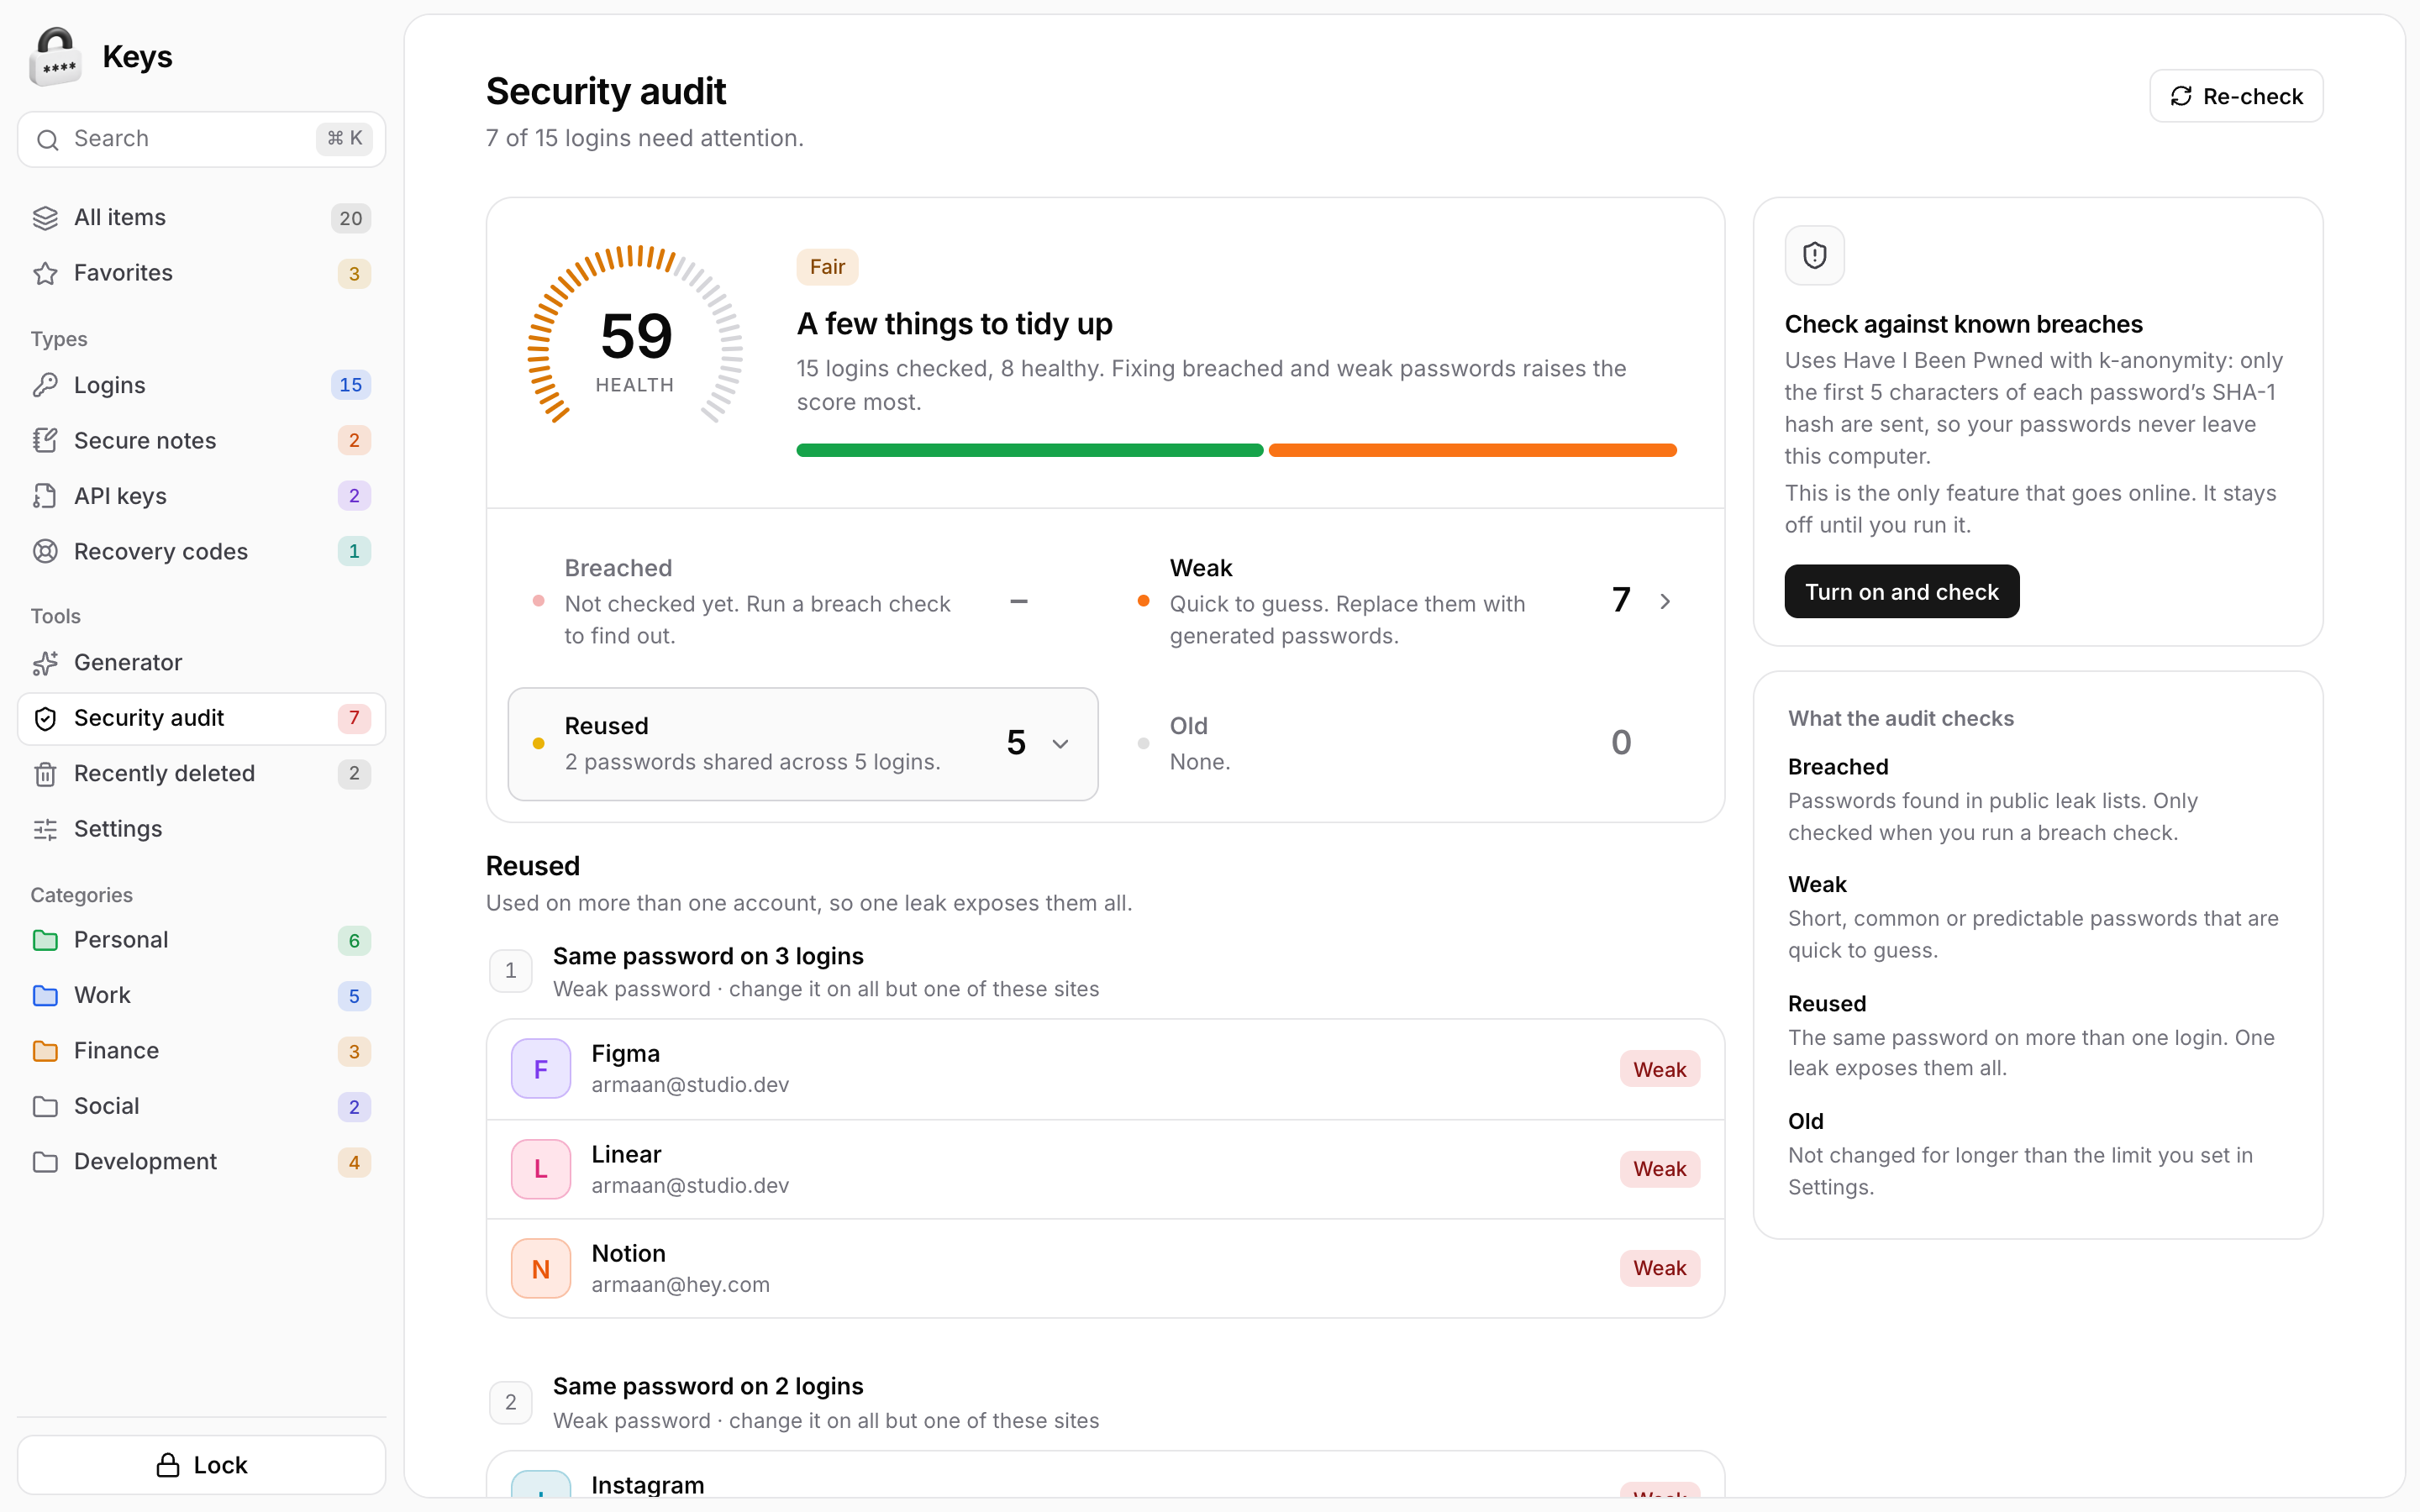 ****
Keys
Search
⌘ K
All items
20
Favorites
3
Types
Logins
15
Secure notes
2
API keys
2
Recovery codes
1
Tools
Generator
Security audit
7
Recently deleted
2
Settings
Categories
Personal
6
Work
5
Finance
3
Social
2
Development
4
Lock
Security audit
7 of 15 logins need attention.
Re-check
59
HEALTH
Fair
A few things to tidy up
15 logins checked, 8 healthy. Fixing breached and weak passwords raises the
score most.
Breached
Not checked yet. Run a breach check
to find out.
–
Weak
Quick to guess. Replace them with
generated passwords.
7
Reused
2 passwords shared across 5 logins.
5
Old
None.
0
Reused
Used on more than one account, so one leak exposes them all.
1
Same password on 3 logins
Weak password · change it on all but one of these sites
F
Figma
armaan@studio.dev
Weak
L
Linear
armaan@studio.dev
Weak
N
Notion
armaan@hey.com
Weak
2
Same password on 2 logins
Weak password · change it on all but one of these sites
I
Instagram
Weak
Check against known breaches
Uses Have I Been Pwned with k-anonymity: only
the first 5 characters of each password’s SHA-1
hash are sent, so your passwords never leave
this computer.
This is the only feature that goes online. It stays
off until you run it.
Turn on and check
What the audit checks
Breached
Passwords found in public leak lists. Only
checked when you run a breach check.
Weak
Short, common or predictable passwords that are
quick to guess.
Reused
The same password on more than one login. One
leak exposes them all.
Old
Not changed for longer than the limit you set in
Settings.